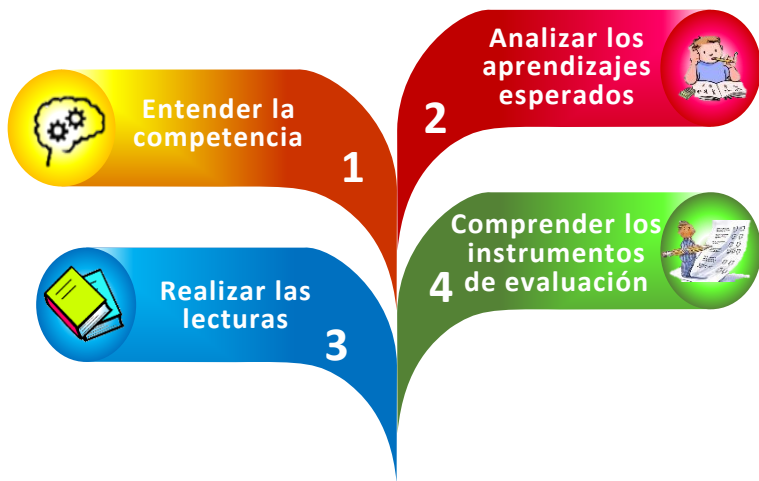 Entender la
competencia
1
Analizar los
aprendizajes
esperados
2
Realizar las
lecturas
3
Comprender los
instrumentos
de evaluación
4